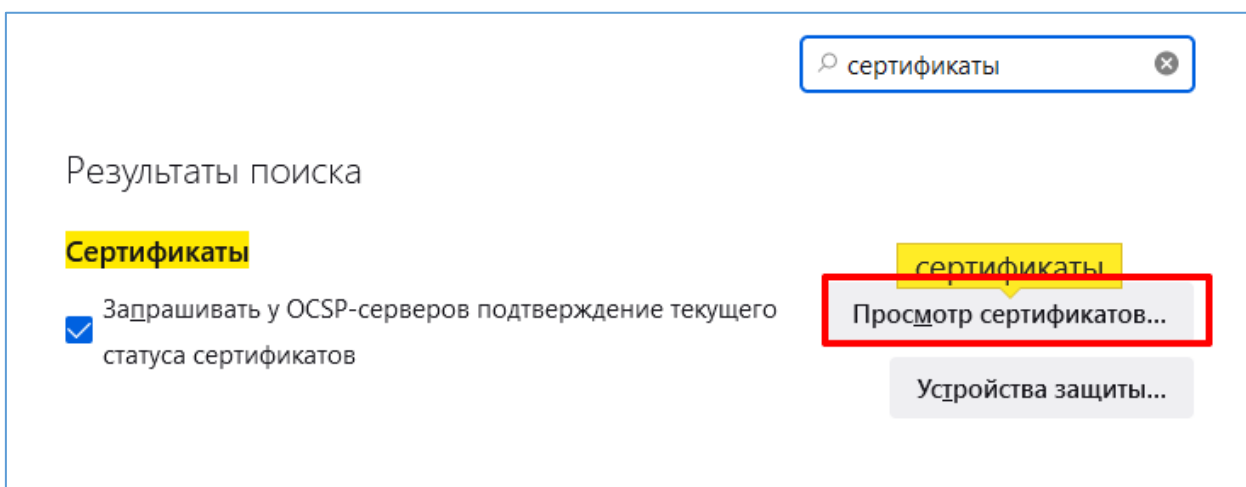 сертификаты
Результаты поиска
Сертификаты
сертификаты
Запрашивать у OCSP-серверов подтверждение текущего
статуса сертификатов
Просмотр сертификатов...
Устройства защиты...